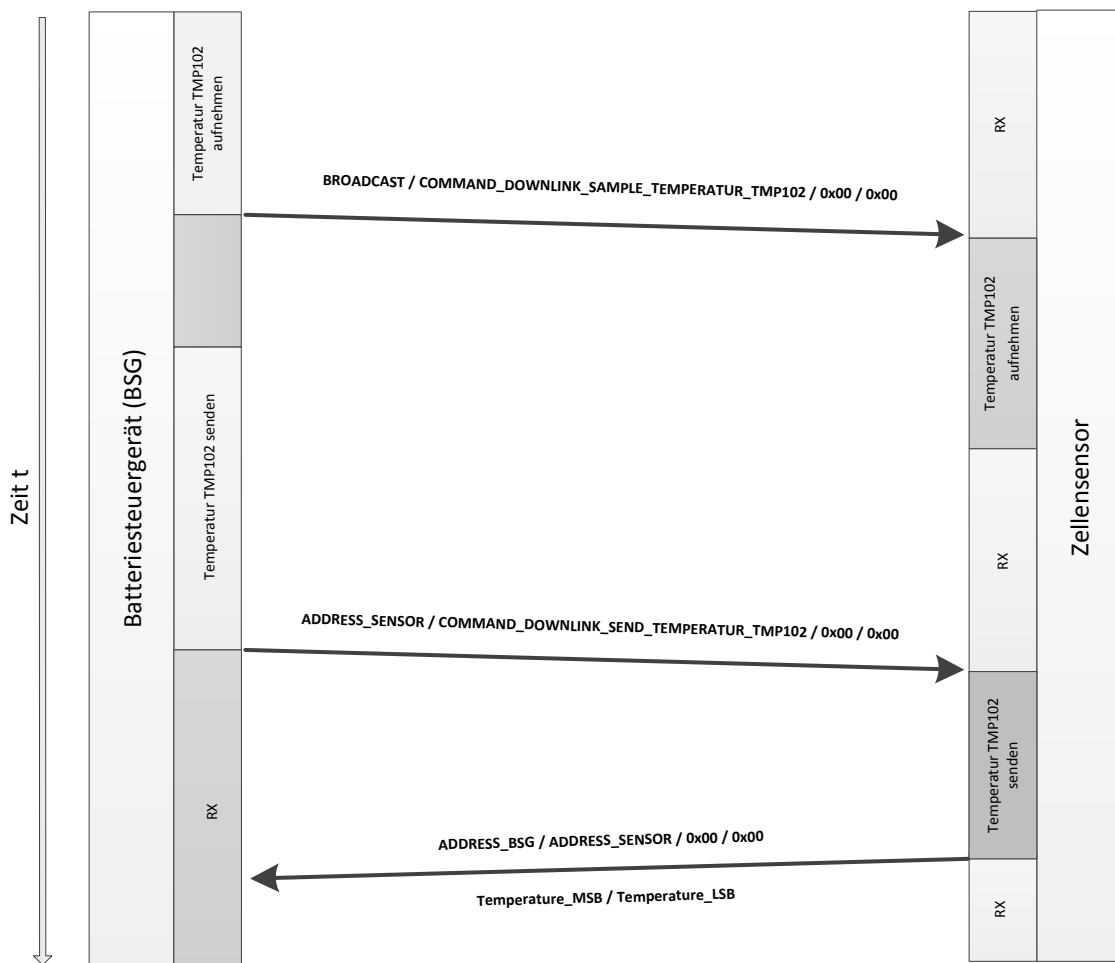 Zeit t
Batteriesteuergerät (BSG)
Temperatur TMP102
aufnehmen
Temperatur TMP102 senden
RX
BROADCAST / COMMAND_DOWNLINK_SAMPLE_TEMPERATUR_TMP102 / 0x00 / 0x00
ADDRESS_SENSOR / COMMAND_DOWNLINK_SEND_TEMPERATUR_TMP102 / 0x00 / 0x00
ADDRESS_BSG / ADDRESS_SENSOR / 0x00 / 0x00
Temperature_MSB / Temperature_LSB
RX
Temperatur TMP102
aufnehmen
RX
Temperatur TMP102
senden
RX
Zellensensor